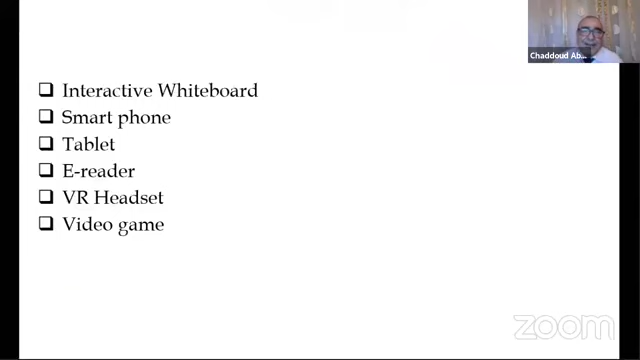 Chaddoud Ab...
Interactive Whiteboard
Smart phone
Tablet
E-reader
VR Headset
Video game
zoom